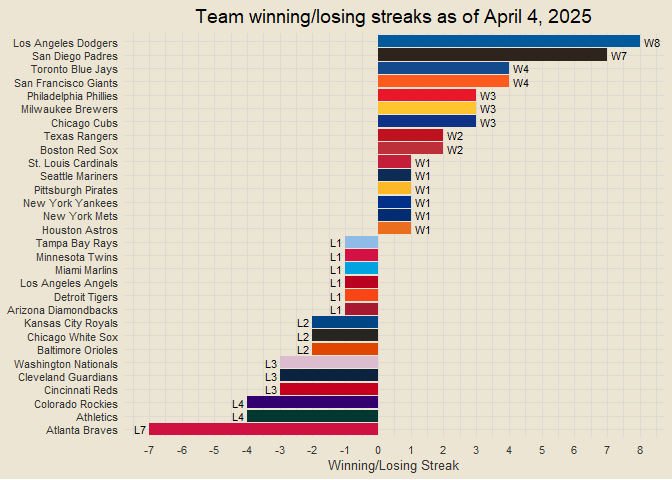 Team winning/losing streaks as of April 4, 2025
Los Angeles Dodgers W8
San Diego Padres W7
Toronto Blue Jays W4
San Francisco Giants W4
Philadelphia Phillies W3
Milwaukee Brewers W3
Chicago Cubs W3
Texas Rangers W2
Boston Red Sox W2
St. Louis Cardinals W1
Seattle Mariners W1
Pittsburgh Pirates W1
New York Yankees W1
New York Mets W1
Houston Astros W1
Tampa Bay Rays L1
Minnesota Twins L1
Miami Marlins L1
Los Angeles Angels L1
Detroit Tigers L1
Arizona Diamondbacks L1
Kansas City Royals L2
Chicago White Sox L2
Baltimore Orioles L2
Washington Nationals L3
Cleveland Guardians L3
Cincinnati Reds L3
Colorado Rockies L4
Athletics L4
Atlanta Braves L7
-7 -6 -5 -4 -3 -2 -1 0 1 2 3 4 5 6 7 8
Winning/Losing Streak